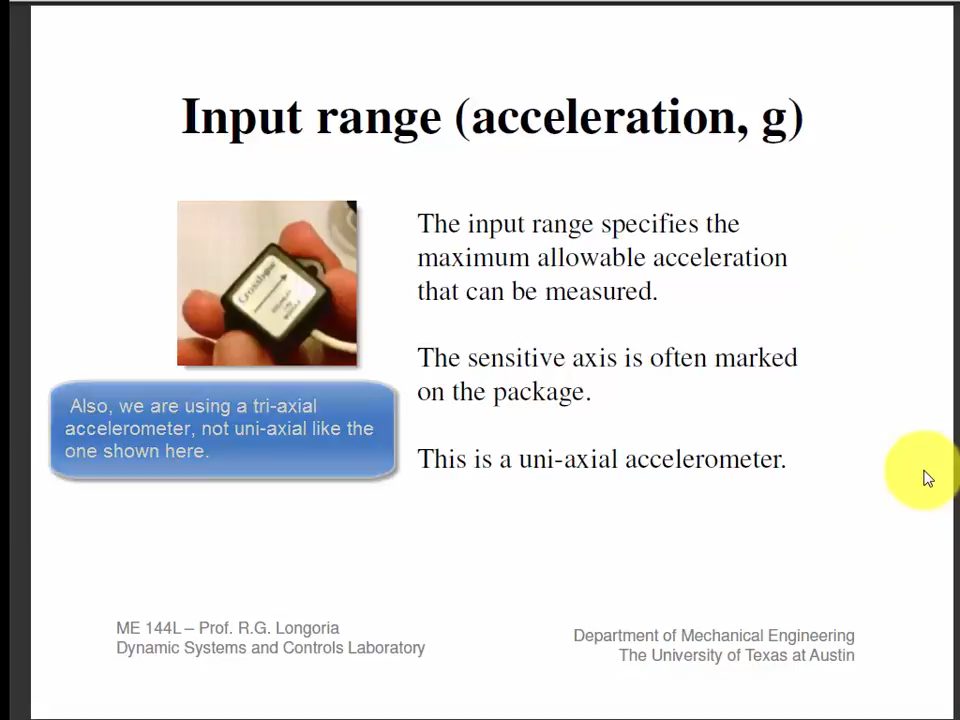 Input range (acceleration, g)
Crossbow
The input range specifies the
maximum allowable acceleration
that can be measured.
The sensitive axis is often marked
on the package.
This is a uni-axial accelerometer.
Also, we are using a tri-axial
accelerometer, not uni-axial like the
one shown here.
ME 144L – Prof. R.G. Longoria
Dynamic Systems and Controls Laboratory
Department of Mechanical Engineering
The University of Texas at Austin